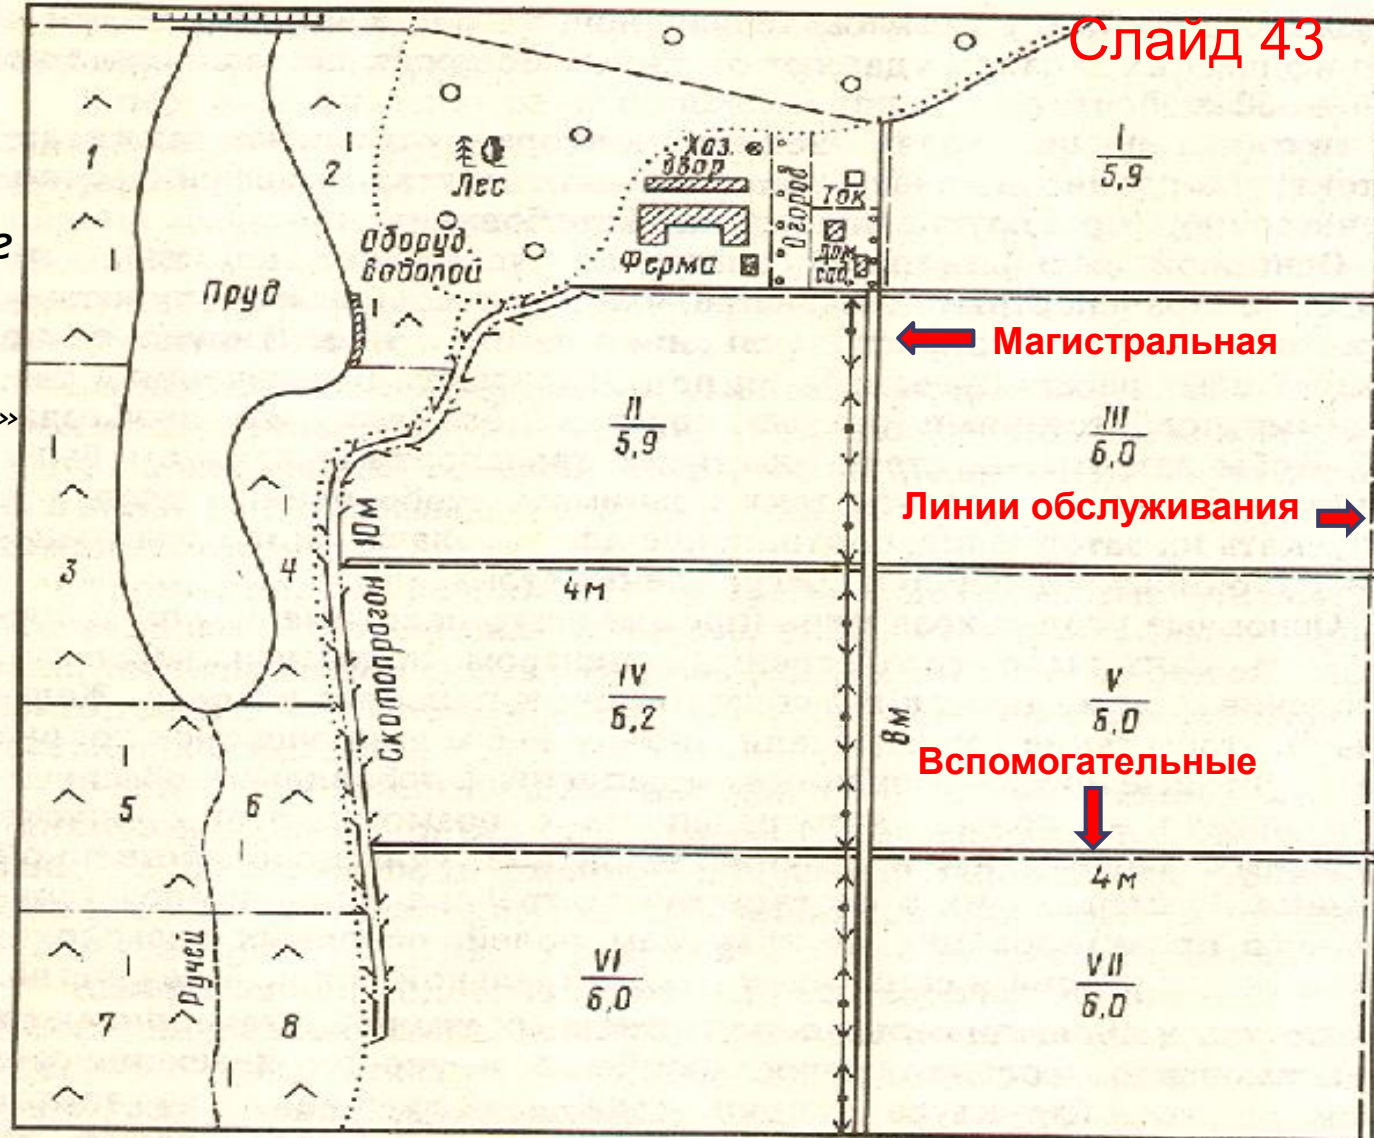 Слайд 43
е
»
1
2
Лес
Хоз.
двор
Огород
Ток
Дом
сад
I
5,9
Оборуд.
водопой
Ферма
Пруд
Магистральная
II
5,9
III
6,0
Линии обслуживания
10м
3
4
4м
Скотопрогон
IV
6,2
V
6,0
8м
Вспомогательные
5
6
4м
Ручей
VI
6,0
VII
6,0
7
8